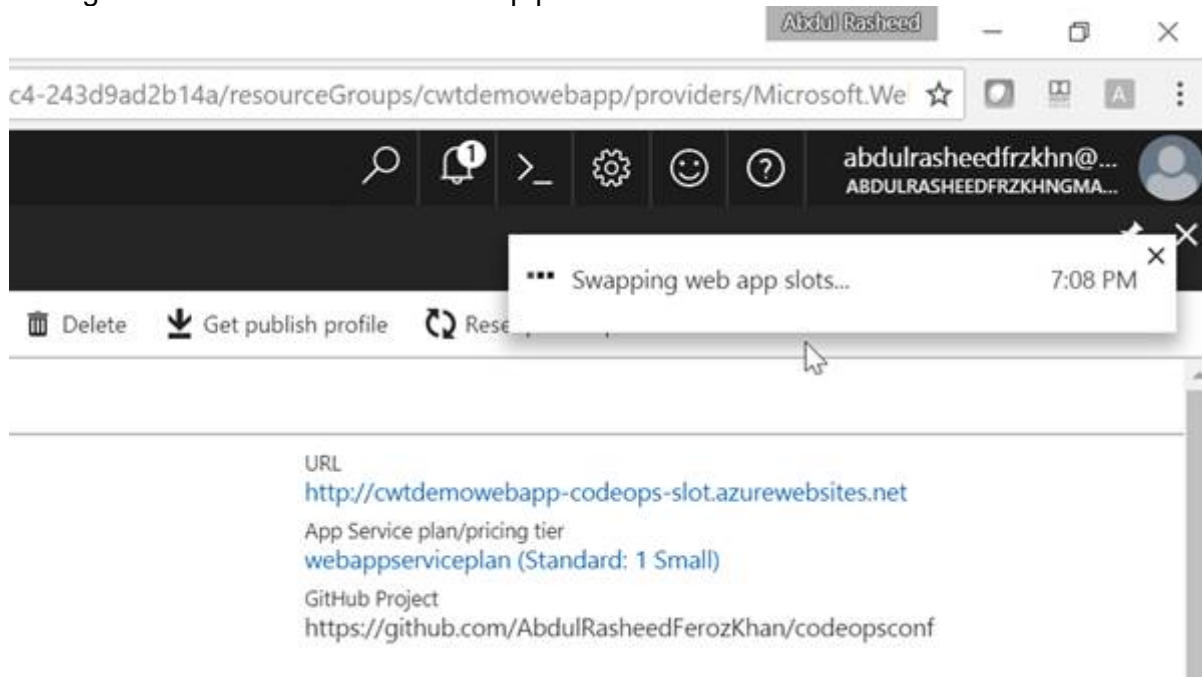 Abdul Rasheed
c4-243d9ad2b14a/resourceGroups/cwtdemowebapp/providers/Microsoft.We
1
abdulrasheedfrzkhn@...
ABDULRASHEEDFRZKHNGMA...
Swapping web app slots... 7:08 PM
Delete Get publish profile Rese
URL
http://cwtdemowebapp-codeops-slot.azurewebsites.net
App Service plan/pricing tier
webappserviceplan (Standard: 1 Small)
GitHub Project
https://github.com/AbdulRasheedFerozKhan/codeopsconf